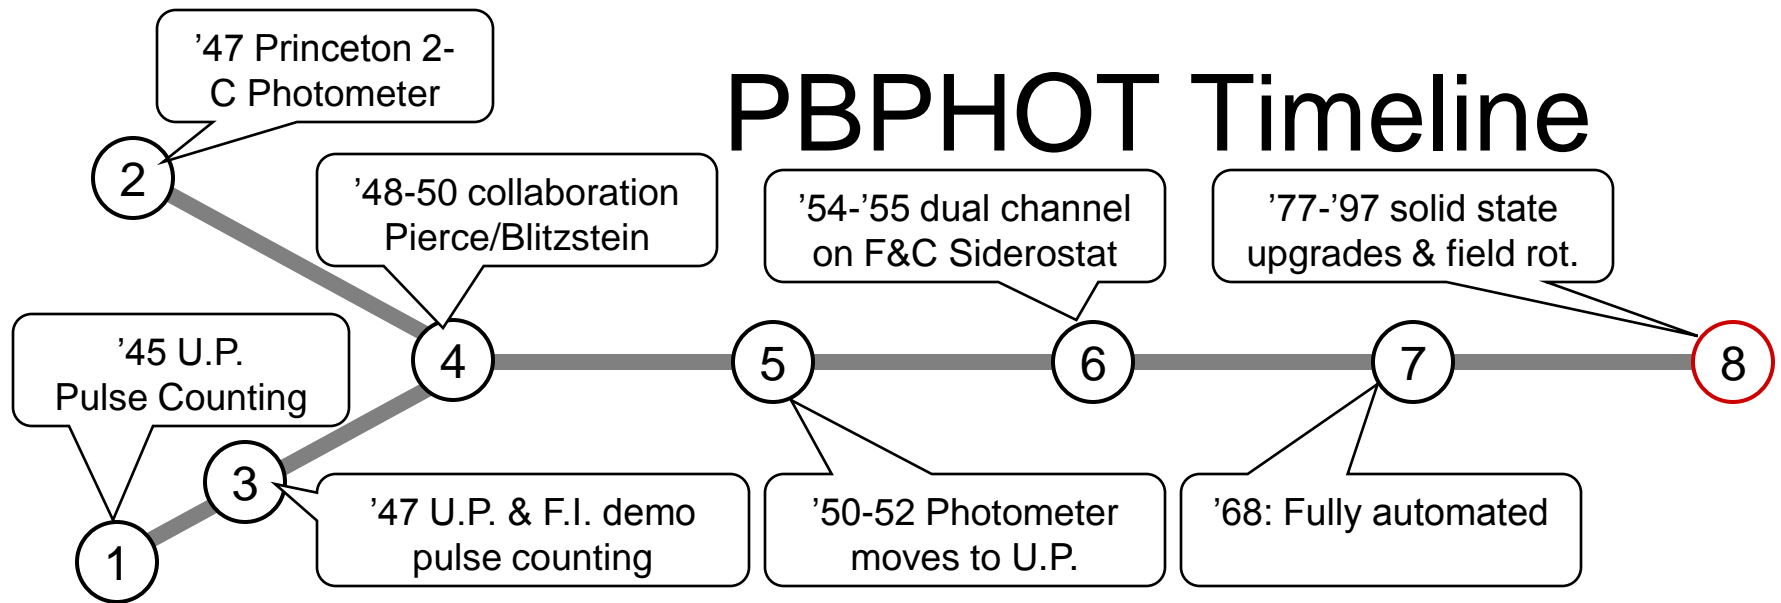 PBPHOT Timeline
’47 Princeton 2-
C Photometer
2
’48-50 collaboration
Pierce/Blitzstein
’54-’55 dual channel
on F&C Siderostat
’77-’97 solid state
upgrades & field rot.
’45 U.P.
Pulse Counting
4
5
6
7
8
3
’47 U.P. & F.I. demo
pulse counting
’50-52 Photometer
moves to U.P.
’68: Fully automated
1